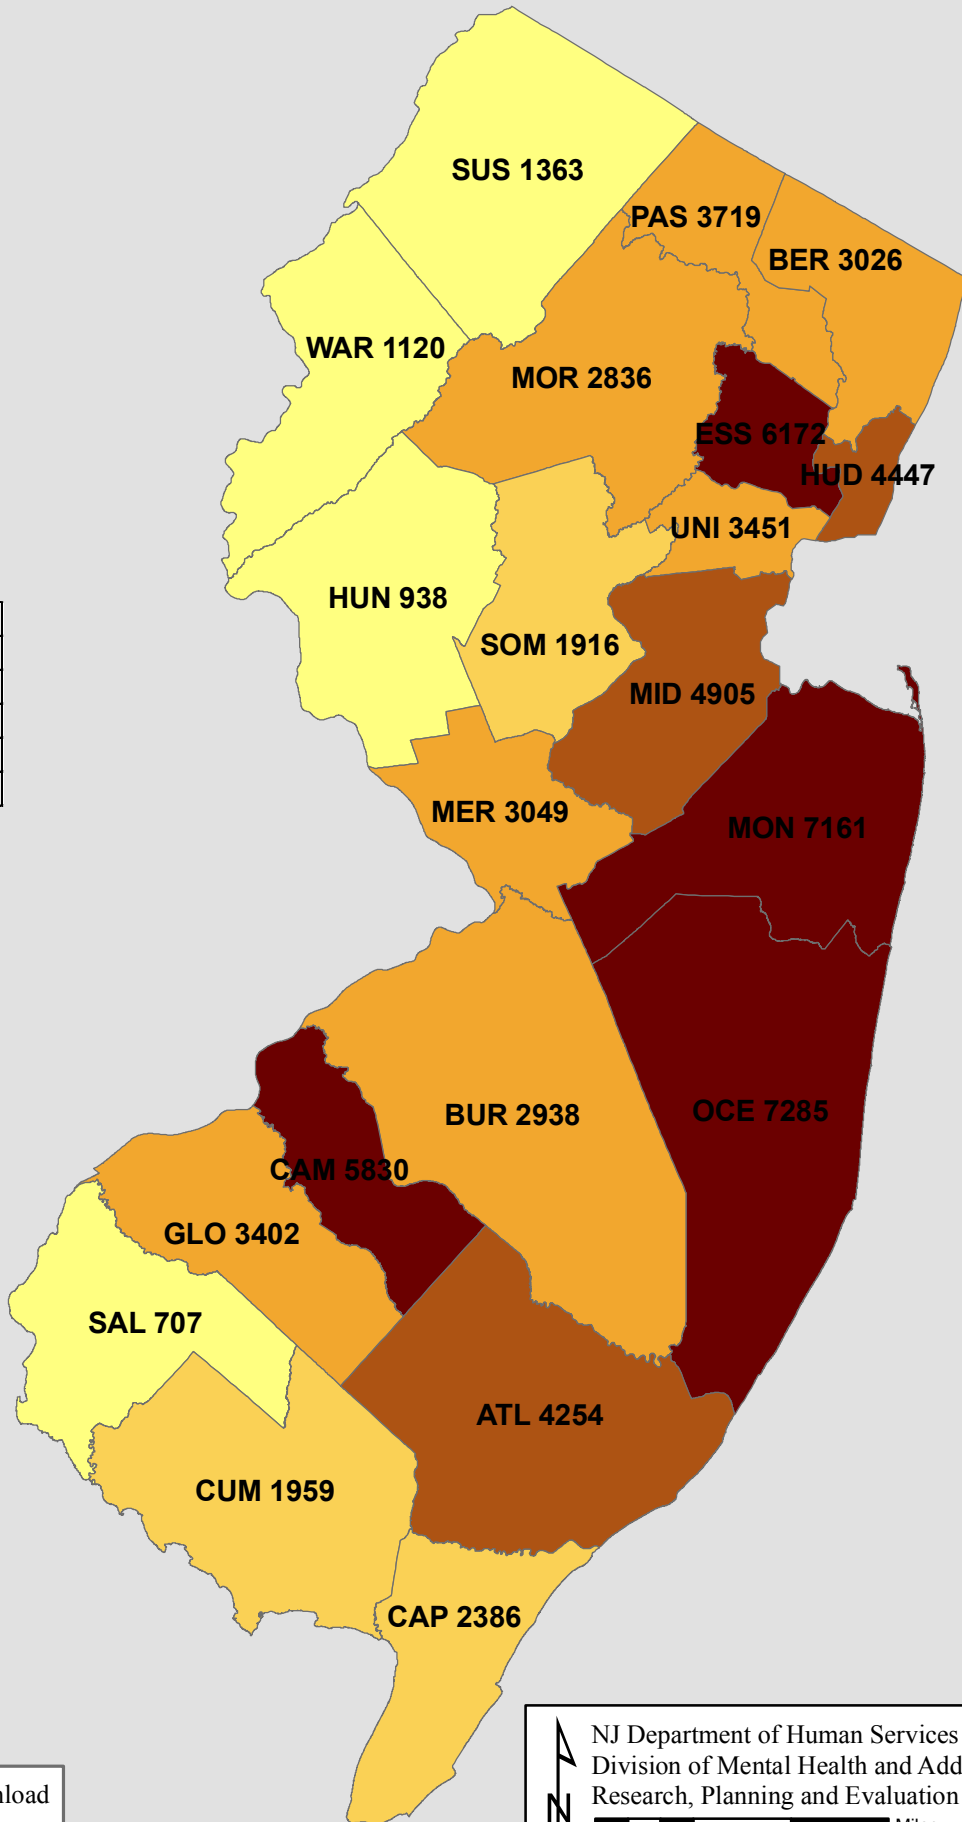 SUS 1363
PAS 3719
BER 3026
WAR 1120
MOR 2836
ESS 6172
HUD 4447
UNI 3451
HUN 938
SOM 1916
MID 4905
MER 3049
MON 7161
BUR 2938
OCE 7285
CAM 5830
GLO 3402
SAL 707
ATL 4254
CUM 1959
CAP 2386
NJ Department of Human Services
Division of Mental Health and Add
Research, Planning and Evaluation
N
nload